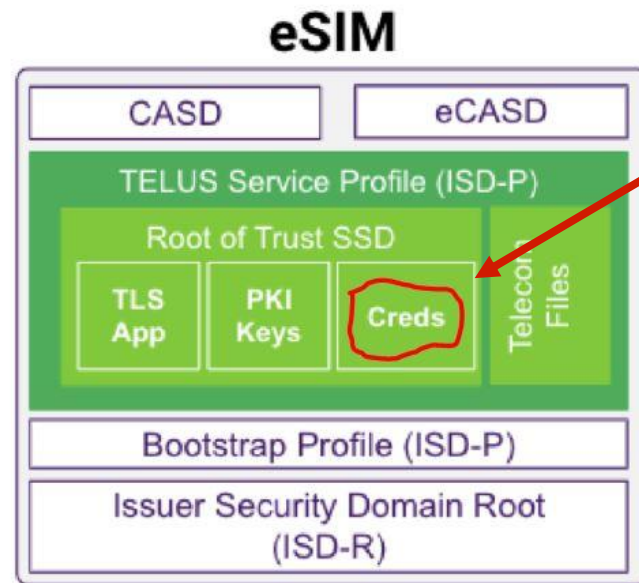 eSIM
CASD
eCASD
TELUS Service Profile (ISD-P)
Root of Trust SSD
TLS
App
PKI
Keys
Creds
Telecom
Files
Bootstrap Profile (ISD-P)
Issuer Security Domain Root
(ISD-R)